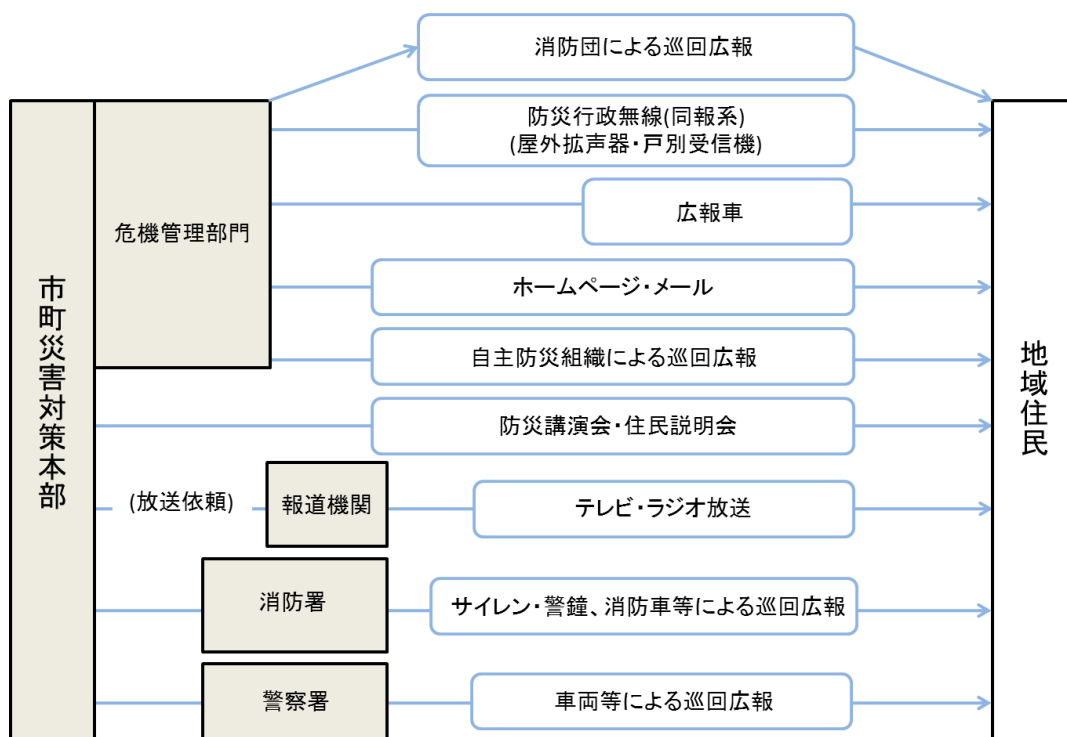 消防団による巡回広報
防災行政無線(同報系)
(屋外拡声器・戸別受信機)
広報車
危機管理部門
ホームページ・メール
市町災害対策本部
自主防災組織による巡回広報
地域住民
防災講演会・住民説明会
(放送依頼)
報道機関
テレビ・ラジオ放送
消防署
サイレン・警鐘、消防車等による巡回広報
警察署
車両等による巡回広報